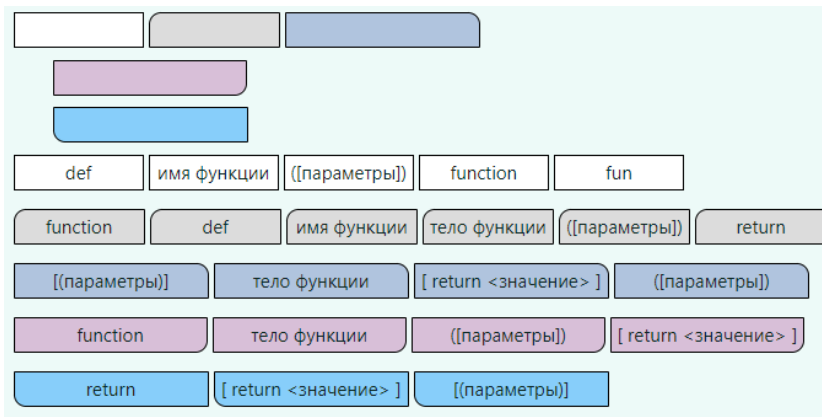 def имя функции ([параметры]) function fun
function def имя функции тело функции ([параметры]) return
[(параметры)] тело функции [ return <значение> ] ([параметры])
function тело функции ([параметры]) [ return <значение> ]
return [ return <значение> ] [(параметры)]